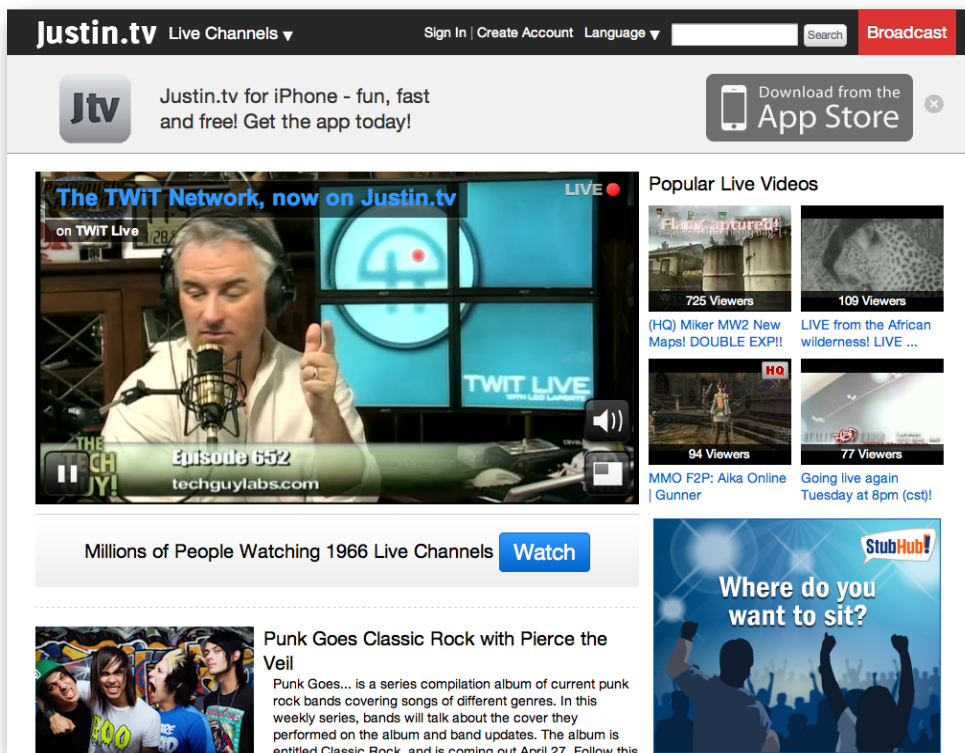 Justin.tv Live Channels Sign In | Create Account Language Search Broadcast
Jtv
Justin.tv for iPhone - fun, fast
and free! Get the app today!
Download from the
App Store
The TWiT Network, now on Justin.tv
on TWiT Live
LIVE
TWIT LIVE
WITH LEO LAPORTE
THE
TECH
GUY!
Episode 652
techguylabs.com
Popular Live Videos
Flag Captured!
725 Viewers
(HQ) Miker MW2 New
Maps! DOUBLE EXP!!
109 Viewers
LIVE from the African
wilderness! LIVE ...
HQ
94 Viewers
MMO F2P: Aika Online
| Gunner
77 Viewers
Going live again
Tuesday at 8pm (cst)!
Millions of People Watching 1966 Live Channels Watch
StubHub!
Where do you
want to sit?
Punk Goes Classic Rock with Pierce the
Veil
Punk Goes... is a series compilation album of current punk
rock bands covering songs of different genres. In this
weekly series, bands will talk about the cover they
performed on the album and band updates. The album is
entitled Classic Rock, and is coming out April 27. Follow this